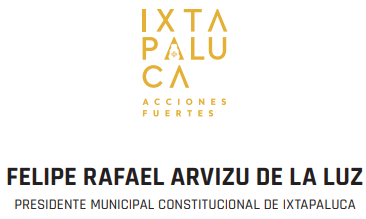 IXTA
PALU
CA
ACCIONES
FUERTES
FELIPE RAFAEL ARVIZU DE LA LUZ
PRESIDENTE MUNICIPAL CONSTITUCIONAL DE IXTAPALUCA